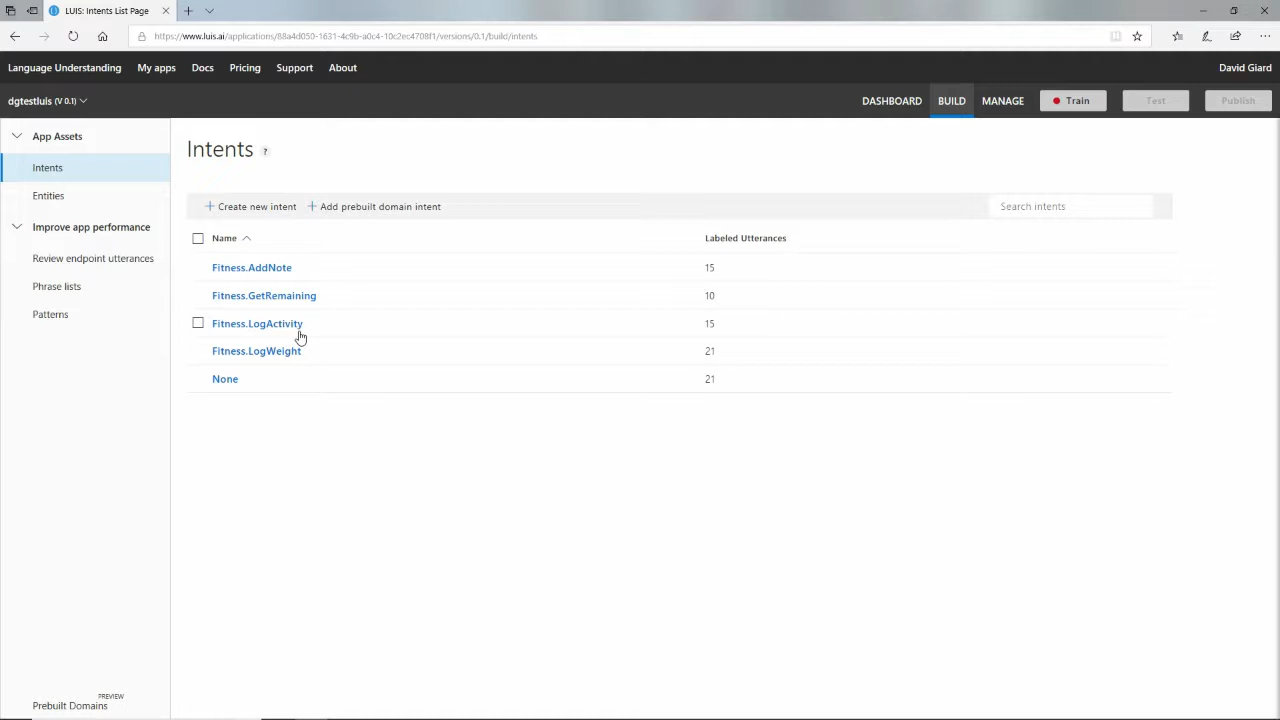 LUIS: Intents List Page
https://www.luis.ai/applications/88a4d050-1631-4c9b-a0c4-10c2ec4708f1/versions/0.1/build/intents
Language Understanding My apps Docs Pricing Support About David Giard
dgtestluis (V 0.1) DASHBOARD BUILD MANAGE Train Test Publish
App Assets
Intents
Entities
Improve app performance
Review endpoint utterances
Phrase lists
Patterns
PREVIEW
Prebuilt Domains
Intents ?
Create new intent Add prebuilt domain intent Search intents
Name Labeled Utterances
Fitness.AddNote 15
Fitness.GetRemaining 10
Fitness.LogActivity 15
Fitness.LogWeight 21
None 21